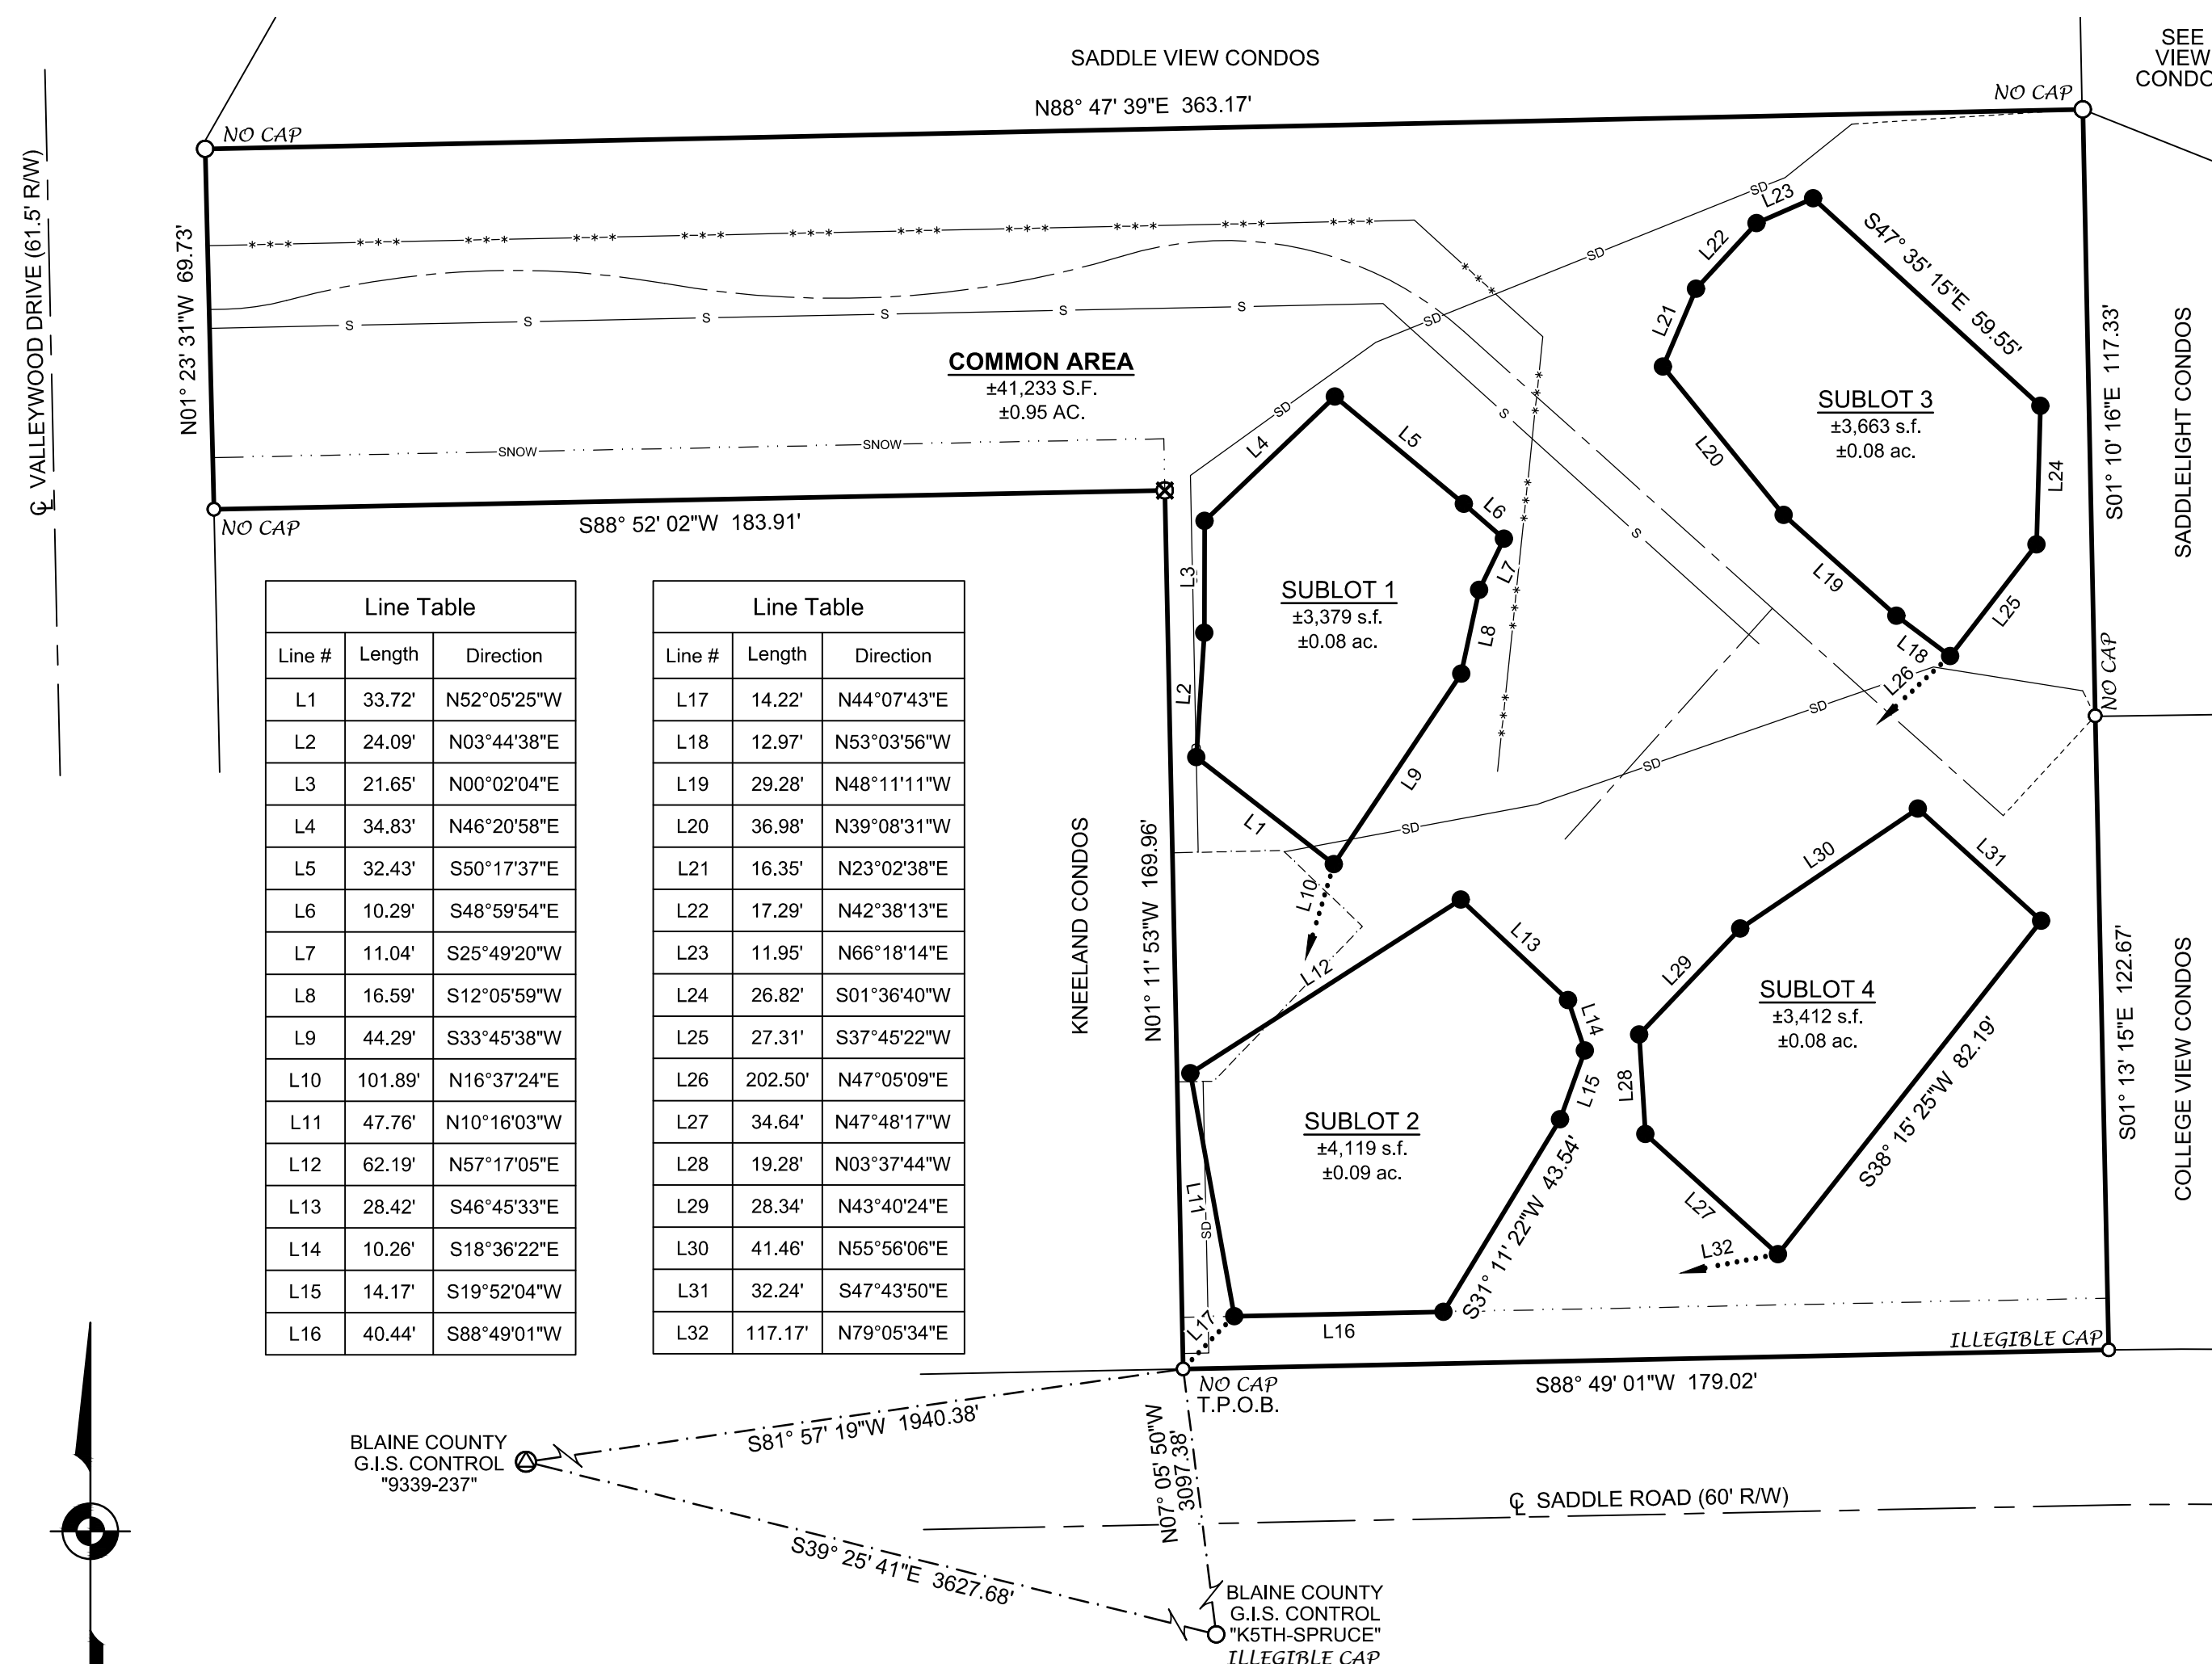 SADDLE VIEW CONDOS
N88° 47' 39"E 363.17'
NO CAP
NO CAP
SEE
VIEW
CONDO
℄ VALLEYWOOD DRIVE (61.5' R/W)
N01° 23' 31"W 69.73'
S
S
S
S
S
S
S
S
SD
SD
SD
SD
COMMON AREA
±41,233 S.F.
±0.95 AC.
SNOW
SNOW
NO CAP
S88° 52' 02"W 183.91'
L23
L22
L21
L20
L19
L18
S47° 35' 15"E 59.55'
L24
L25
L26
SUBLOT 3
±3,663 s.f.
±0.08 ac.
S01° 10' 16"E 117.33'
SADDLELIGHT CONDOS
NO CAP
L4
L5
L6
L3
L7
L8
L2
L9
L1
L10
SUBLOT 1
±3,379 s.f.
±0.08 ac.
SD
SD
SD
Line Table
Line # Length Direction
L1 33.72' N52°05'25"W
L2 24.09' N03°44'38"E
L3 21.65' N00°02'04"E
L4 34.83' N46°20'58"E
L5 32.43' S50°17'37"E
L6 10.29' S48°59'54"E
L7 11.04' S25°49'20"W
L8 16.59' S12°05'59"W
L9 44.29' S33°45'38"W
L10 101.89' N16°37'24"E
L11 47.76' N10°16'03"W
L12 62.19' N57°17'05"E
L13 28.42' S46°45'33"E
L14 10.26' S18°36'22"E
L15 14.17' S19°52'04"W
L16 40.44' S88°49'01"W
Line Table
Line # Length Direction
L17 14.22' N44°07'43"E
L18 12.97' N53°03'56"W
L19 29.28' N48°11'11"W
L20 36.98' N39°08'31"W
L21 16.35' N23°02'38"E
L22 17.29' N42°38'13"E
L23 11.95' N66°18'14"E
L24 26.82' S01°36'40"W
L25 27.31' S37°45'22"W
L26 202.50' N47°05'09"E
L27 34.64' N47°48'17"W
L28 19.28' N03°37'44"W
L29 28.34' N43°40'24"E
L30 41.46' N55°56'06"E
L31 32.24' S47°43'50"E
L32 117.17' N79°05'34"E
KNEELAND CONDOS
N01° 11' 53"W 169.96'
L12
L13
L14
L15
L11
SD
S31° 11' 22"W 43.54'
L16
L17
SUBLOT 2
±4,119 s.f.
±0.09 ac.
L30
L31
L29
L28
L27
L32
S38° 15' 25"W 82.19'
SUBLOT 4
±3,412 s.f.
±0.08 ac.
S01° 13' 15"E 122.67'
COLLEGE VIEW CONDOS
ILLEGIBLE CAP
S88° 49' 01"W 179.02'
NO CAP
T.P.O.B.
S81° 57' 19"W 1940.38'
N07° 05' 50"W
3097.38'
BLAINE COUNTY
G.I.S. CONTROL
"9339-237"
S39° 25' 41"E 3627.68'
℄ SADDLE ROAD (60' R/W)
BLAINE COUNTY
G.I.S. CONTROL
"K5TH-SPRUCE"
ILLEGIBLE CAP